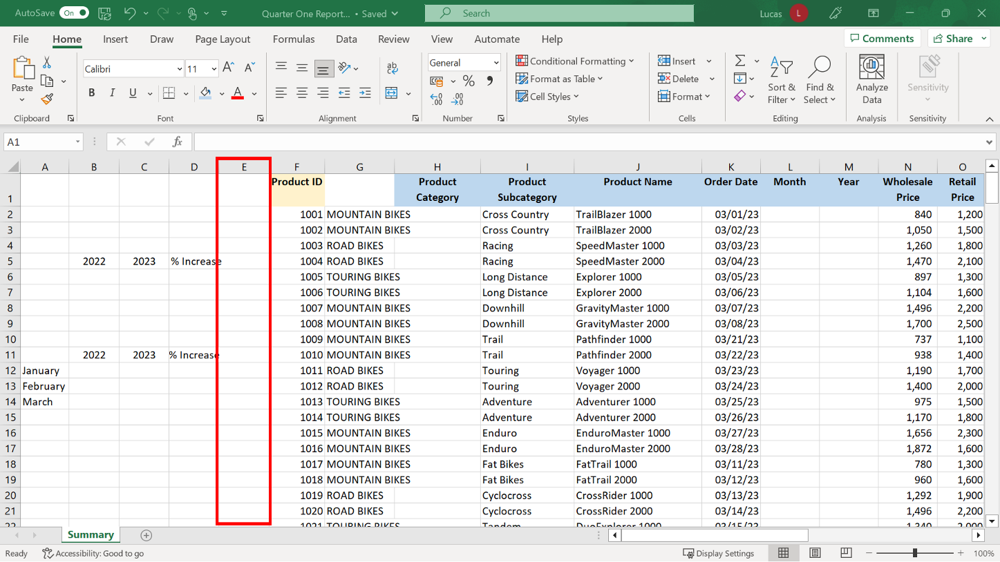 AutoSave On Quarter One Report... • Saved Search Lucas L
File Home Insert Draw Page Layout Formulas Data Review View Automate Help Comments Share
Calibri 11 General Conditional Formatting Insert
Format as Table Delete
Paste B I U A Cell Styles Format Sort & Filter Find & Select Analyze Data Sensitivity
Clipboard Font Alignment Number Styles Cells Editing Analysis Sensitivity
A1 fx
A B C D E F G H I J K L M N O
1 Product ID Product Category Product Subcategory Product Name Order Date Month Year Wholesale Price Retail Price
2 1001 MOUNTAIN BIKES Cross Country TrailBlazer 1000 03/01/23 840 1,200
3 1002 MOUNTAIN BIKES Cross Country TrailBlazer 2000 03/02/23 1,050 1,500
4 1003 ROAD BIKES Racing SpeedMaster 1000 03/03/23 1,260 1,800
5 2022 2023 % Increase 1004 ROAD BIKES Racing SpeedMaster 2000 03/04/23 1,470 2,100
6 1005 TOURING BIKES Long Distance Explorer 1000 03/05/23 897 1,300
7 1006 TOURING BIKES Long Distance Explorer 2000 03/06/23 1,104 1,600
8 1007 MOUNTAIN BIKES Downhill GravityMaster 1000 03/07/23 1,496 2,200
9 1008 MOUNTAIN BIKES Downhill GravityMaster 2000 03/08/23 1,700 2,500
10 1009 MOUNTAIN BIKES Trail Pathfinder 1000 03/21/23 737 1,100
11 2022 2023 % Increase 1010 MOUNTAIN BIKES Trail Pathfinder 2000 03/22/23 938 1,400
12 January 1011 ROAD BIKES Touring Voyager 1000 03/23/23 1,190 1,700
13 February 1012 ROAD BIKES Touring Voyager 2000 03/24/23 1,400 2,000
14 March 1013 TOURING BIKES Adventure Adventurer 1000 03/25/23 975 1,500
15 1014 TOURING BIKES Adventure Adventurer 2000 03/26/23 1,170 1,800
16 1015 MOUNTAIN BIKES Enduro EnduroMaster 1000 03/27/23 1,656 2,300
17 1016 MOUNTAIN BIKES Enduro EnduroMaster 2000 03/28/23 1,872 1,600
18 1017 MOUNTAIN BIKES Fat Bikes FatTrail 1000 03/11/23 780 1,300
19 1018 MOUNTAIN BIKES Fat Bikes FatTrail 2000 03/12/23 960 1,600
20 1019 ROAD BIKES Cyclocross CrossRider 1000 03/13/23 1,292 1,900
21 1020 ROAD BIKES Cyclocross CrossRider 2000 03/14/23 1,496 2,200
Summary
Ready Accessibility: Good to go Display Settings 100%